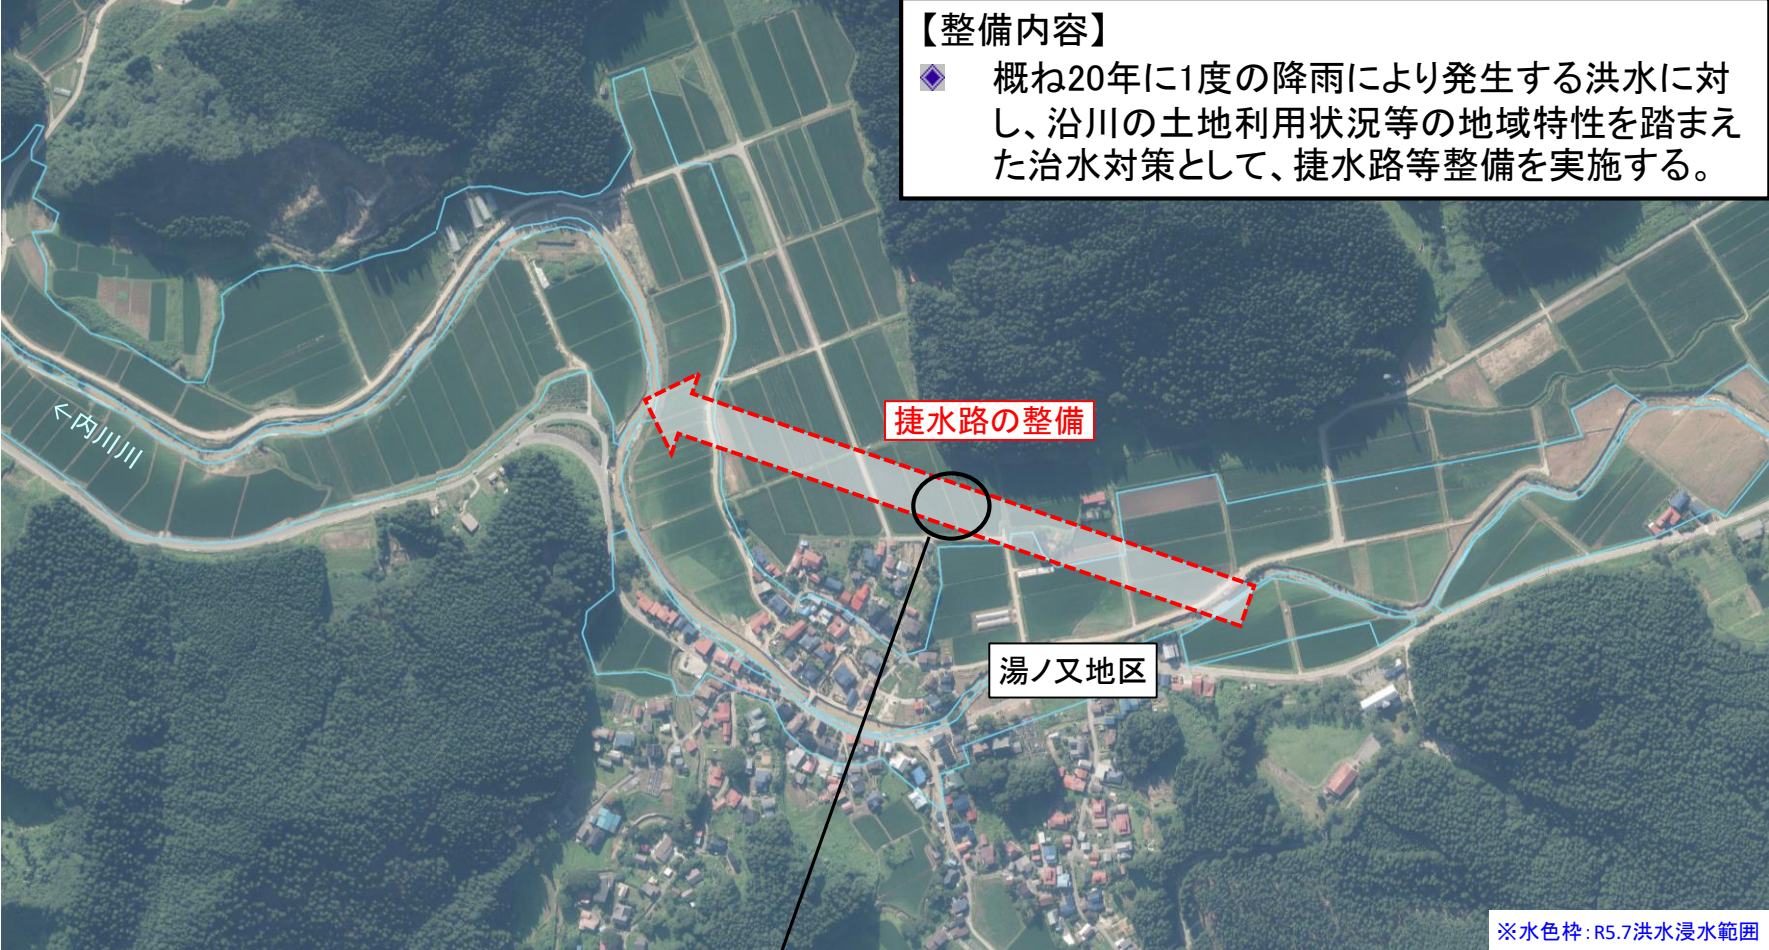 【整備内容】
概ね20年に1度の降雨により発生する洪水に対
し、沿川の土地利用状況等の地域特性を踏まえ
た治水対策として、捷水路等整備を実施する。
捷水路の整備
←内川川
湯ノ又地区
※水色枠：R5.7洪水浸水範囲